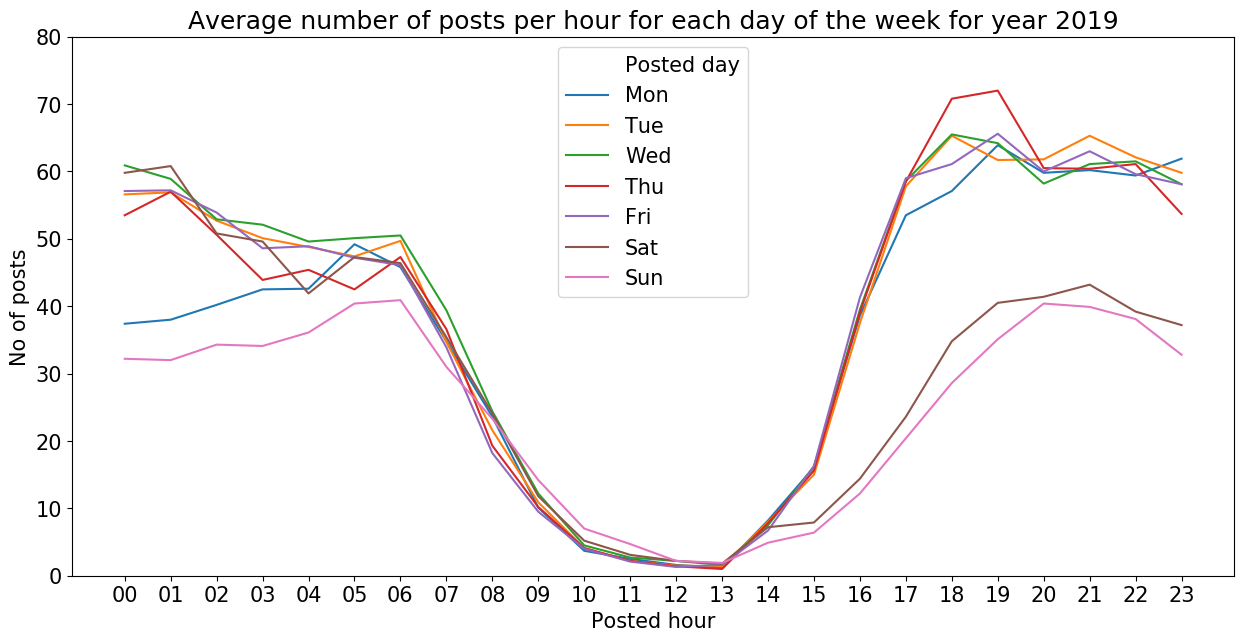 Average number of posts per hour for each day of the week for year 2019
80
70
60
50
40
30
20
10
0
No of posts
Posted day
Mon
Tue
Wed
Thu
Fri
Sat
Sun
00 01 02 03 04 05 06 07 08 09 10 11 12 13 14 15 16 17 18 19 20 21 22 23
Posted hour